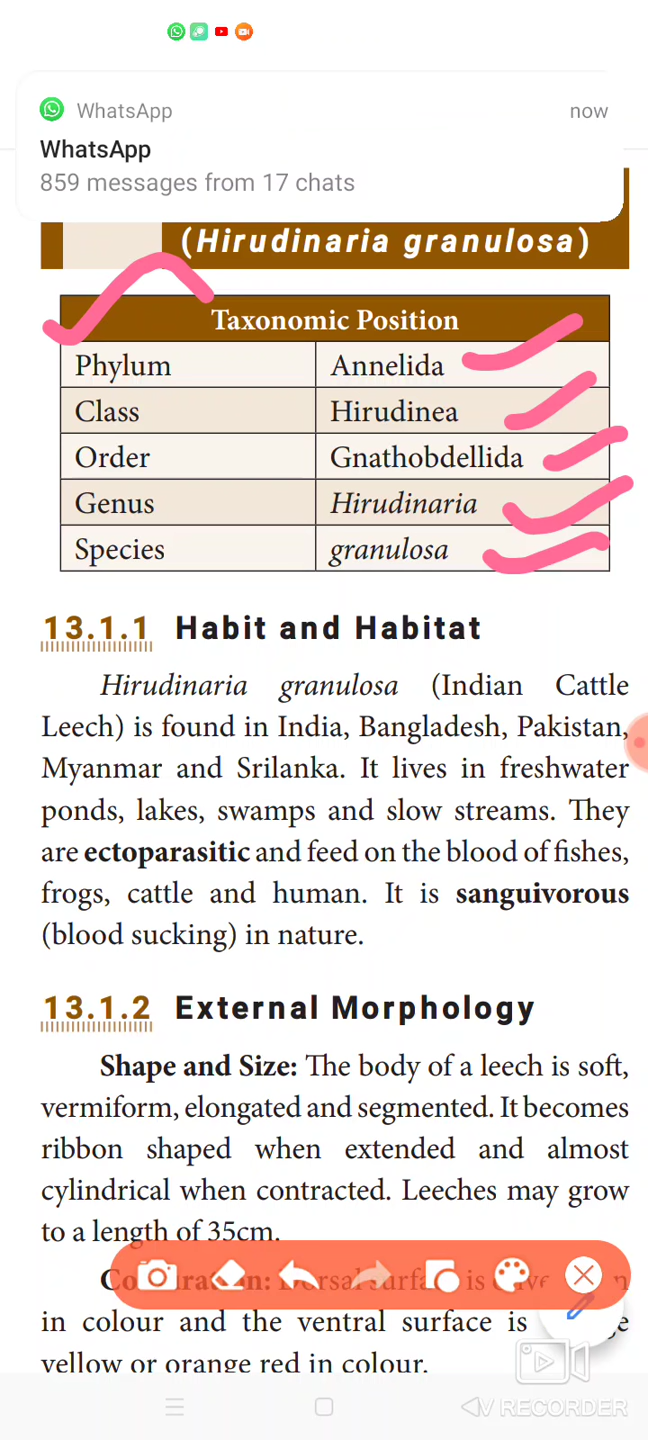 WhatsApp now
WhatsApp
859 messages from 17 chats
(Hirudinaria granulosa)
Taxonomic Position
Phylum Annelida
Class Hirudinea
Order Gnathobdellida
Genus Hirudinaria
Species granulosa
13.1.1 Habit and Habitat
Hirudinaria granulosa (Indian Cattle
Leech) is found in India, Bangladesh, Pakistan,
Myanmar and Srilanka. It lives in freshwater
ponds, lakes, swamps and slow streams. They
are ectoparasitic and feed on the blood of fishes,
frogs, cattle and human. It is sanguivorous
(blood sucking) in nature.
13.1.2 External Morphology
Shape and Size: The body of a leech is soft,
vermiform, elongated and segmented. It becomes
ribbon shaped when extended and almost
cylindrical when contracted. Leeches may grow
to a length of 35cm.
is
in colour and the ventral surface is
yellow or orange red in colour.
V RECORDER